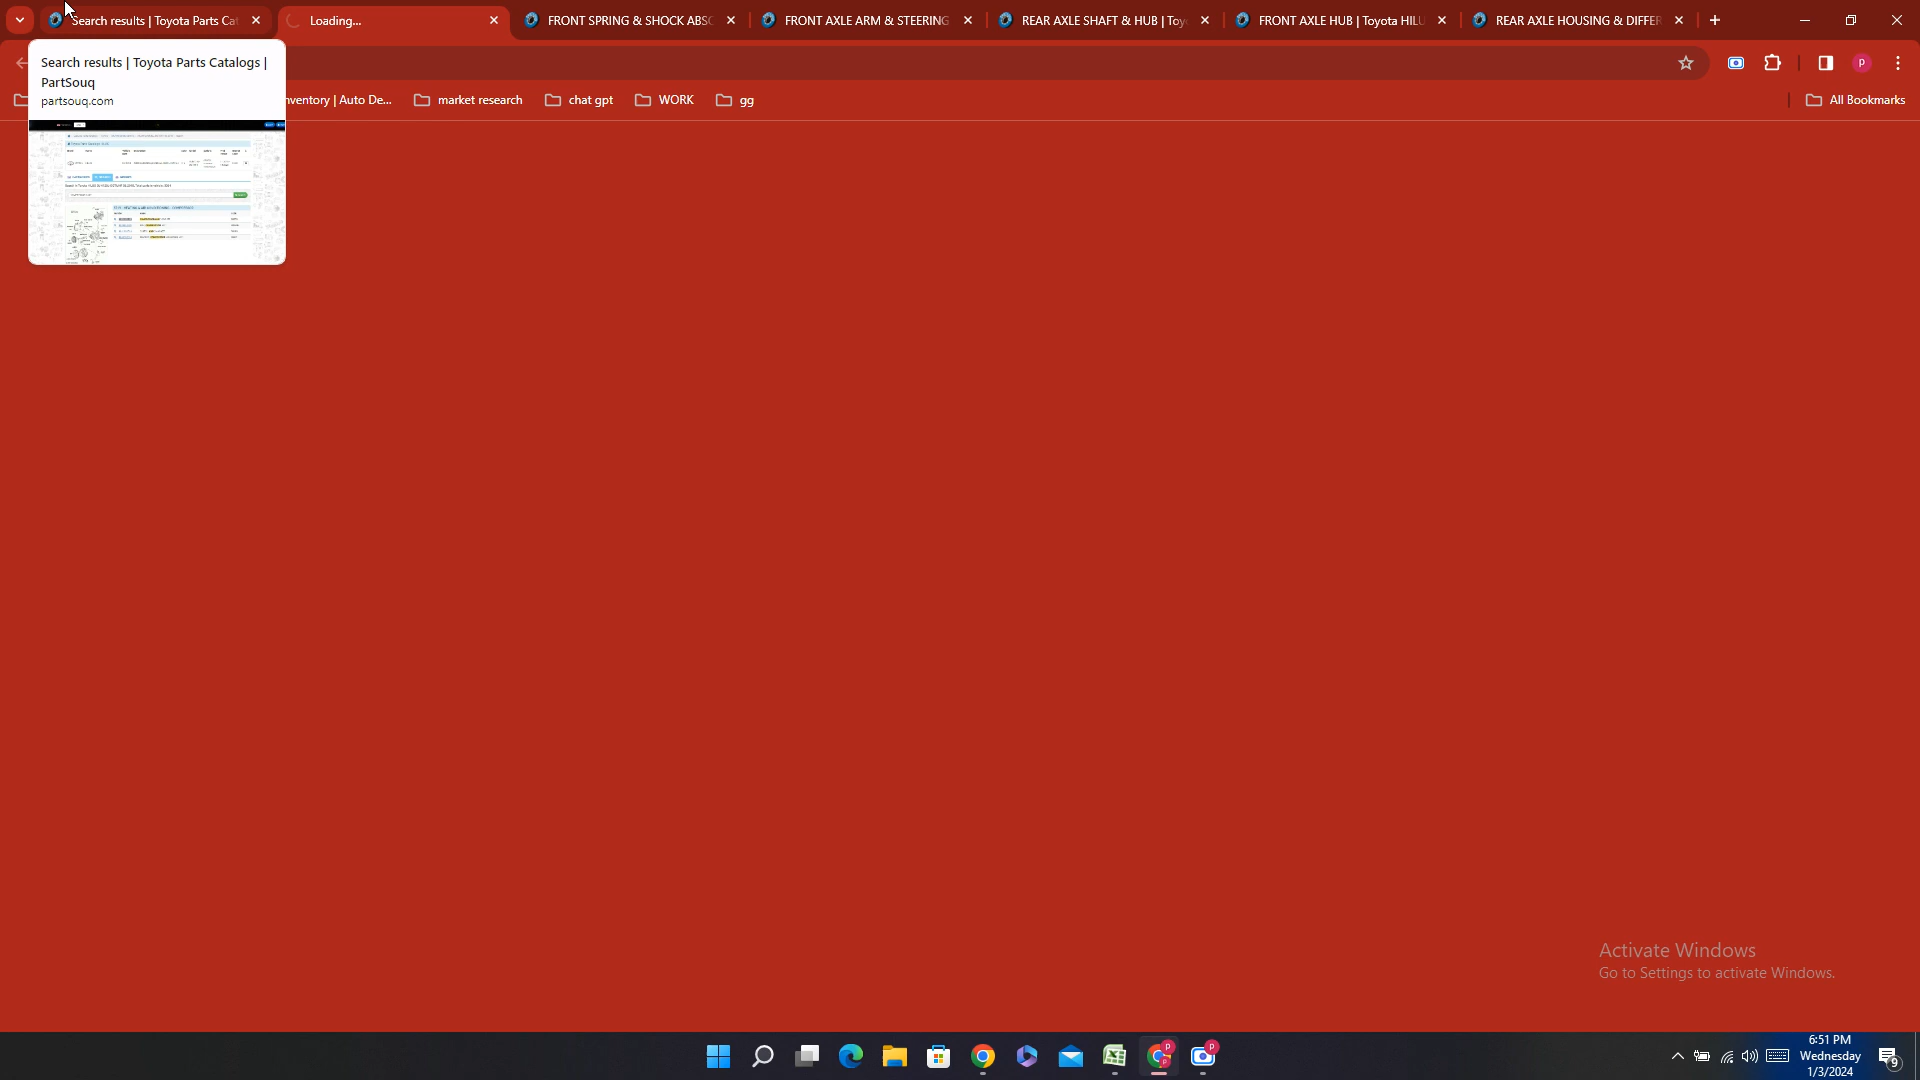 Search results | Toyota Parts Cat
Loading...
FRONT SPRING & SHOCK ABSC
FRONT AXLE ARM & STEERING
REAR AXLE SHAFT & HUB | Toy
FRONT AXLE HUB | Toyota HILU
REAR AXLE HOUSING & DIFFER
Search results | Toyota Parts Catalogs |
PartSouq
partsouq.com
P
nventory | Auto De...
market research
chat gpt
WORK
gg
All Bookmarks
Activate Windows
Go to Settings to activate Windows.
P
P
P
6:51 PM
Wednesday
1/3/2024
9